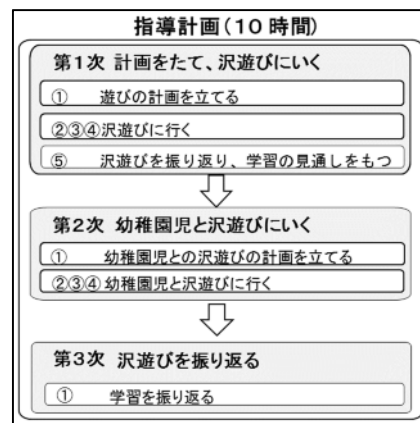 指導計画(10時間)
第1次 計画をたて、沢遊びにいく
① 遊びの計画を立てる
②③④沢遊びに行く
⑤ 沢遊びを振り返り、学習の見通しをもつ
第2次 幼稚園児と沢遊びにいく
① 幼稚園児との沢遊びの計画を立てる
②③④幼稚園児と沢遊びに行く
第3次 沢遊びを振り返る
① 学習を振り返る